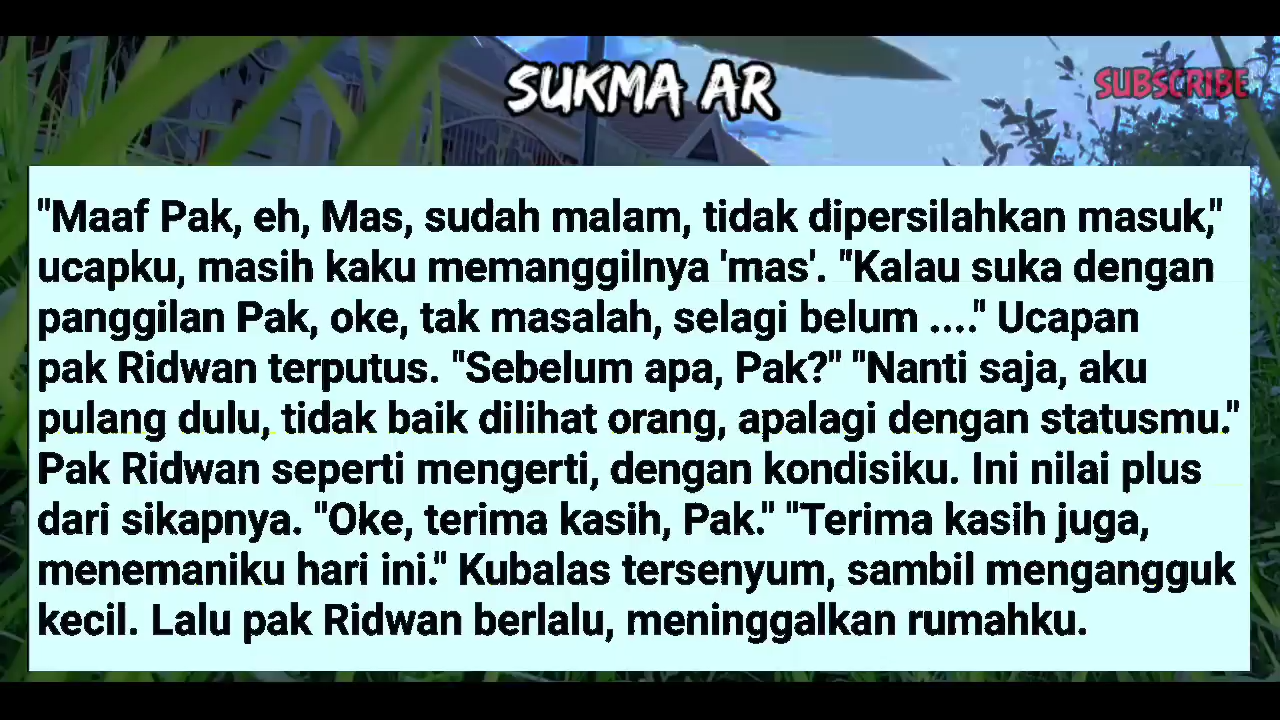 SUKMA AR
SUBSCRIBE
"Maaf Pak, eh, Mas, sudah malam, tidak dipersilahkan masuk,"
ucapku, masih kaku memanggilnya 'mas'. "Kalau suka dengan
panggilan Pak, oke, tak masalah, selagi belum ...." Ucapan
pak Ridwan terputus. "Sebelum apa, Pak?" "Nanti saja, aku
pulang dulu, tidak baik dilihat orang, apalagi dengan statusmu."
Pak Ridwan seperti mengerti, dengan kondisiku. Ini nilai plus
dari sikapnya. "Oke, terima kasih, Pak." "Terima kasih juga,
menemaniku hari ini." Kubalas tersenyum, sambil mengangguk
kecil. Lalu pak Ridwan berlalu, meninggalkan rumahku.